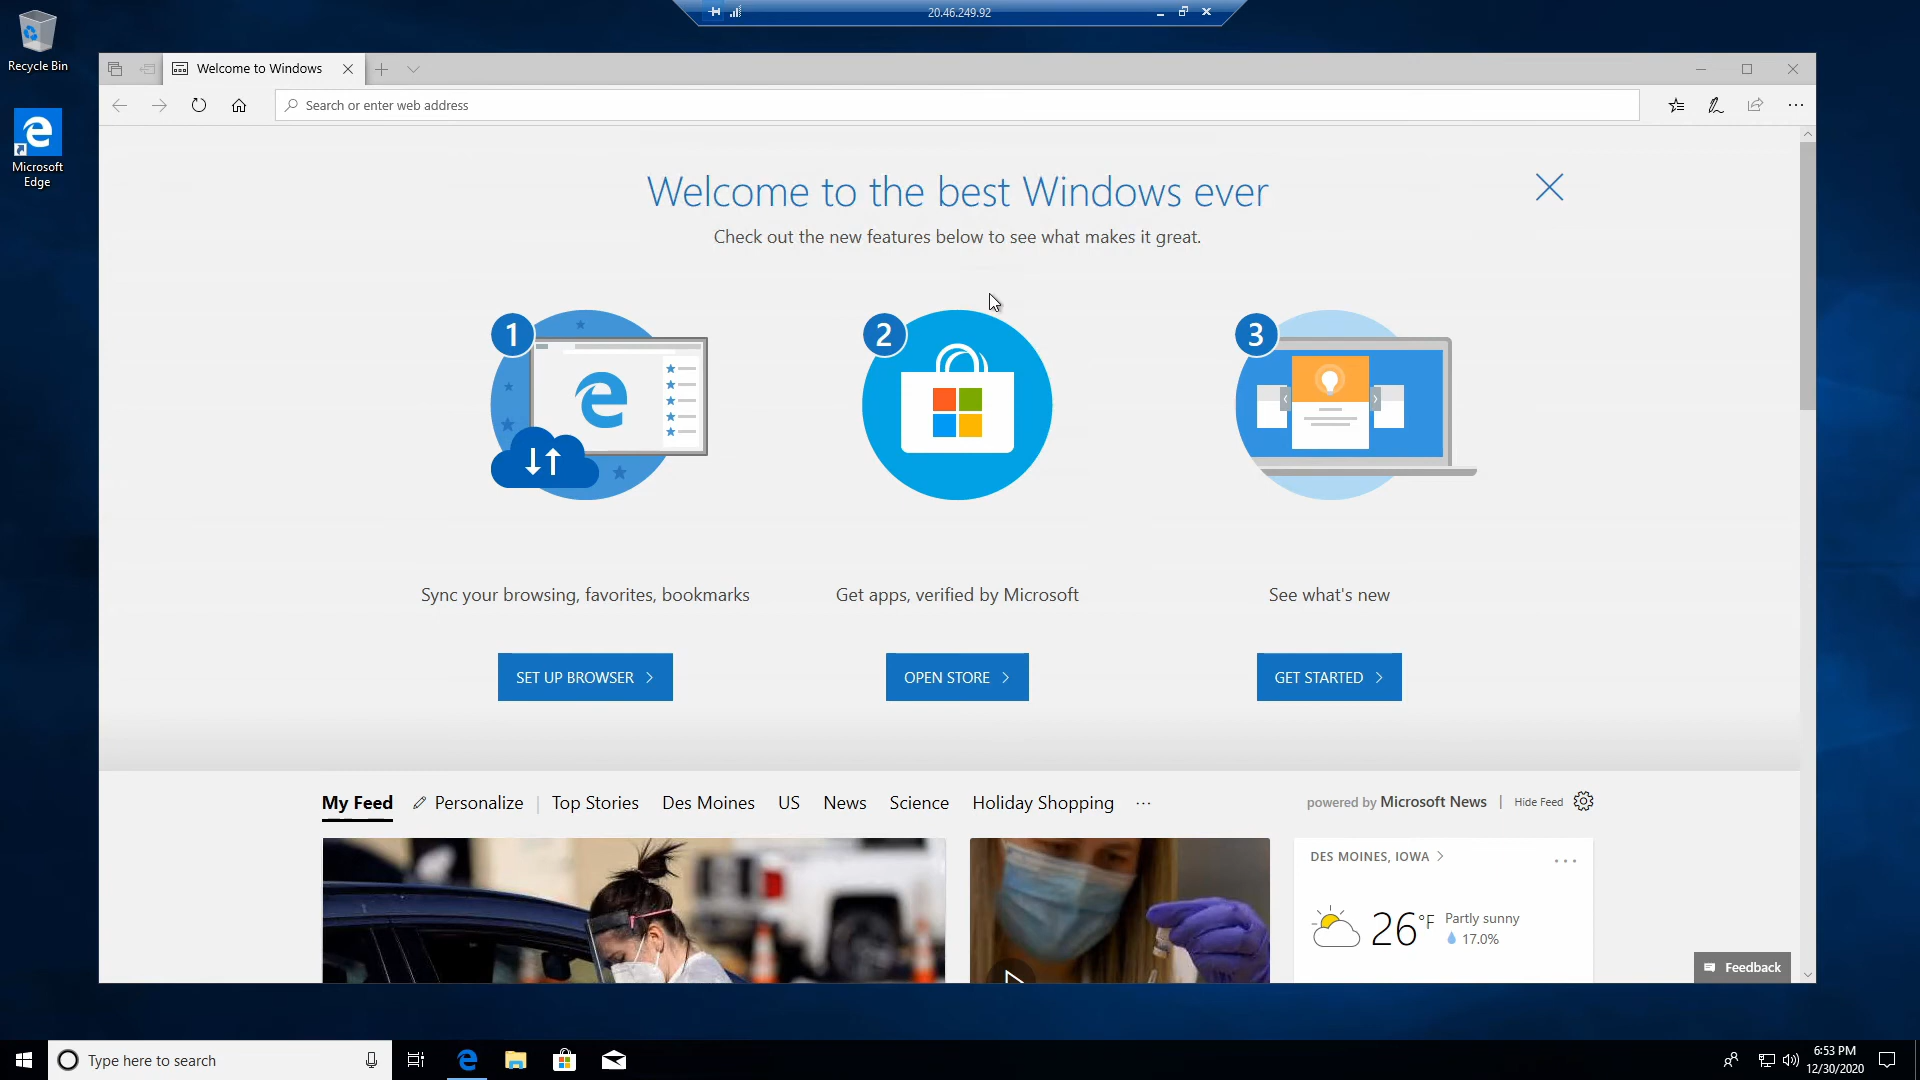 20.46.249.92
Recycle Bin
Welcome to Windows
Search or enter web address
Microsoft
Edge
Welcome to the best Windows ever
Check out the new features below to see what makes it great.
1
2
3
Sync your browsing, favorites, bookmarks
Get apps, verified by Microsoft
See what's new
SET UP BROWSER
OPEN STORE
GET STARTED
My Feed Personalize | Top Stories Des Moines US News Science Holiday Shopping ...
powered by Microsoft News | Hide Feed
DES MOINES, IOWA
26°F
Partly sunny
17.0%
Feedback
Type here to search
6:53 PM
12/30/2020